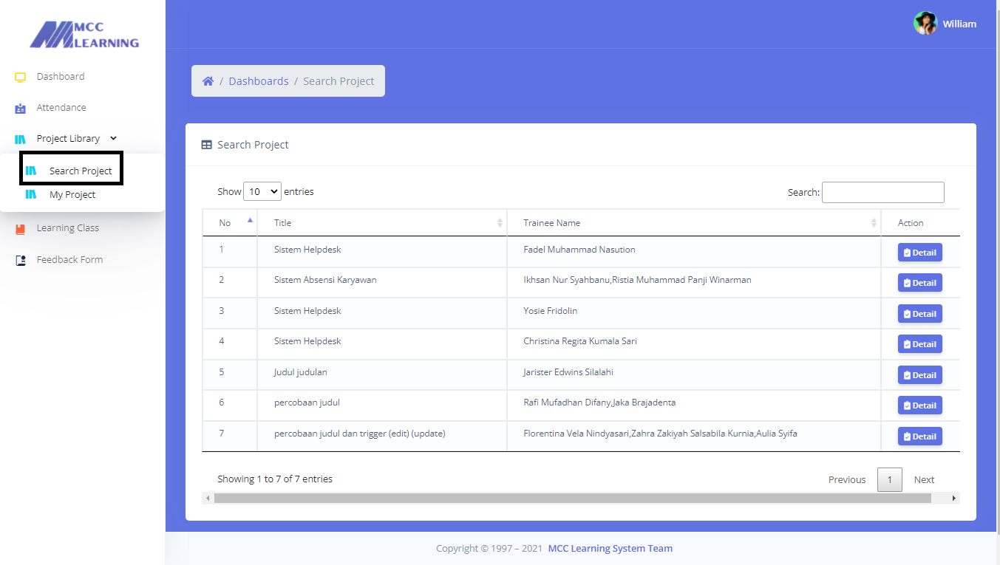 MCC
LEARNING
William
Dashboard
Attendance
Project Library
Search Project
My Project
Learning Class
Feedback Form
/ Dashboards / Search Project
Search Project
Show 10 entries
Search:
No Title Trainee Name Action
1 Sistem Helpdesk Fadel Muhammad Nasution Detail
2 Sistem Absensi Karyawan Ikhsan Nur Syahbanu,Ristia Muhammad Panji Winarman Detail
3 Sistem Helpdesk Yosie Fridolin Detail
4 Sistem Helpdesk Christina Regita Kumala Sari Detail
5 Judul judulan Jarister Edwins Silalahi Detail
6 percobaan judul Rafi Mufadhan Difany,Jaka Brajadenta Detail
7 percobaan judul dan trigger (edit) (update) Florentina Vela Nindyasari,Zahra Zakiyah Salsabila Kurnia,Aulia Syifa Detail
Showing 1 to 7 of 7 entries
Previous 1 Next
Copyright © 1997 – 2021 MCC Learning System Team